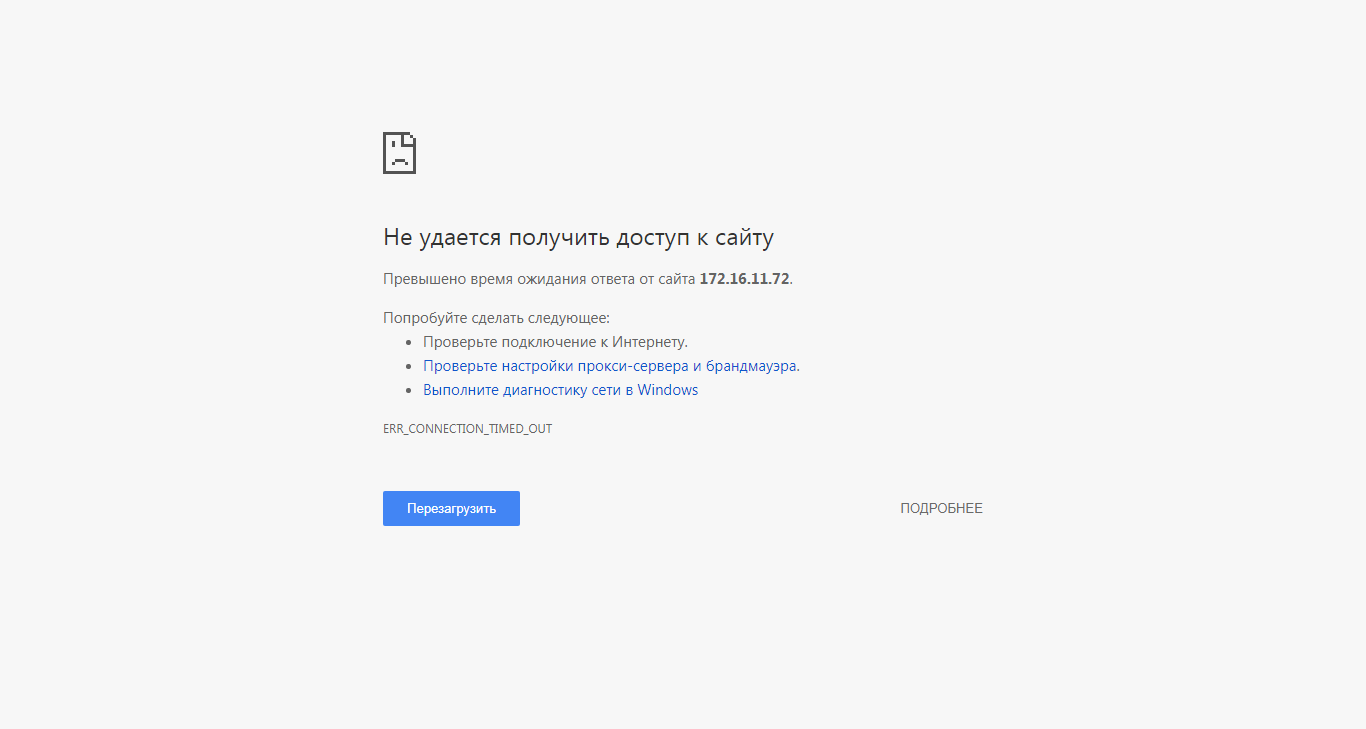 Не удается получить доступ к сайту
Превышено время ожидания ответа от сайта 172.16.11.72.
Попробуйте сделать следующее:
Проверьте подключение к Интернету.
Проверьте настройки прокси-сервера и брандмауэра.
Выполните диагностику сети в Windows
ERR_CONNECTION_TIMED_OUT
Перезагрузить ПОДРОБНЕЕ